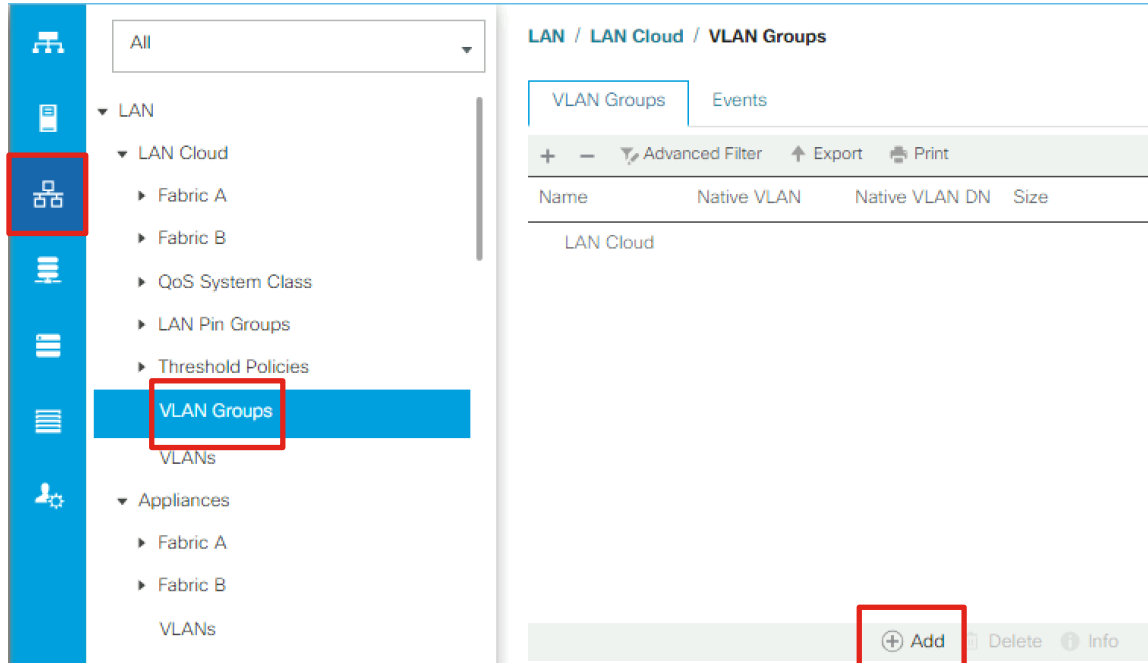 All
LAN
LAN Cloud
Fabric A
Fabric B
QoS System Class
LAN Pin Groups
Threshold Policies
VLAN Groups
VLANs
Appliances
Fabric A
Fabric B
VLANs
LAN / LAN Cloud / VLAN Groups
VLAN Groups Events
+ − Advanced Filter Export Print
Name Native VLAN Native VLAN DN Size
LAN Cloud
Add Delete Info